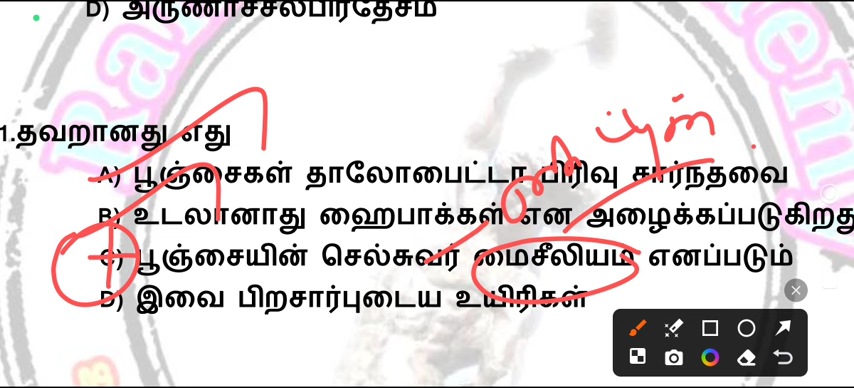 D) அருணாச்சலபிரதேசம்
1.தவறானது எது
A) பூஞ்சைகள் தாலோபைட்டா பிரிவு சார்ந்தவை
B) உடலானாது ஹைபாக்கள் என அழைக்கப்படுகிறது
C) பூஞ்சையின் செல்சுவர் மைசீலியம் எனப்படும்
D) இவை பிறசார்புடைய உயிரிகள்